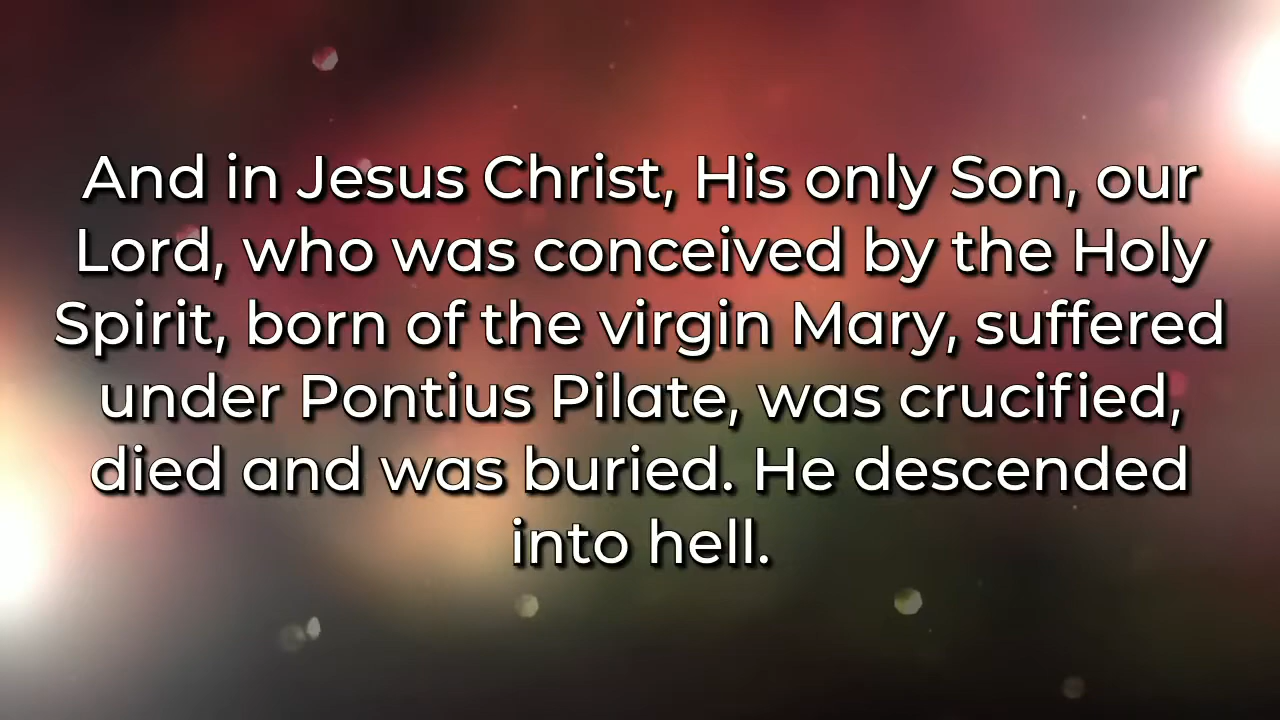 And in Jesus Christ, His only Son, our
Lord, who was conceived by the Holy
Spirit, born of the virgin Mary, suffered
under Pontius Pilate, was crucified,
died and was buried. He descended
into hell.